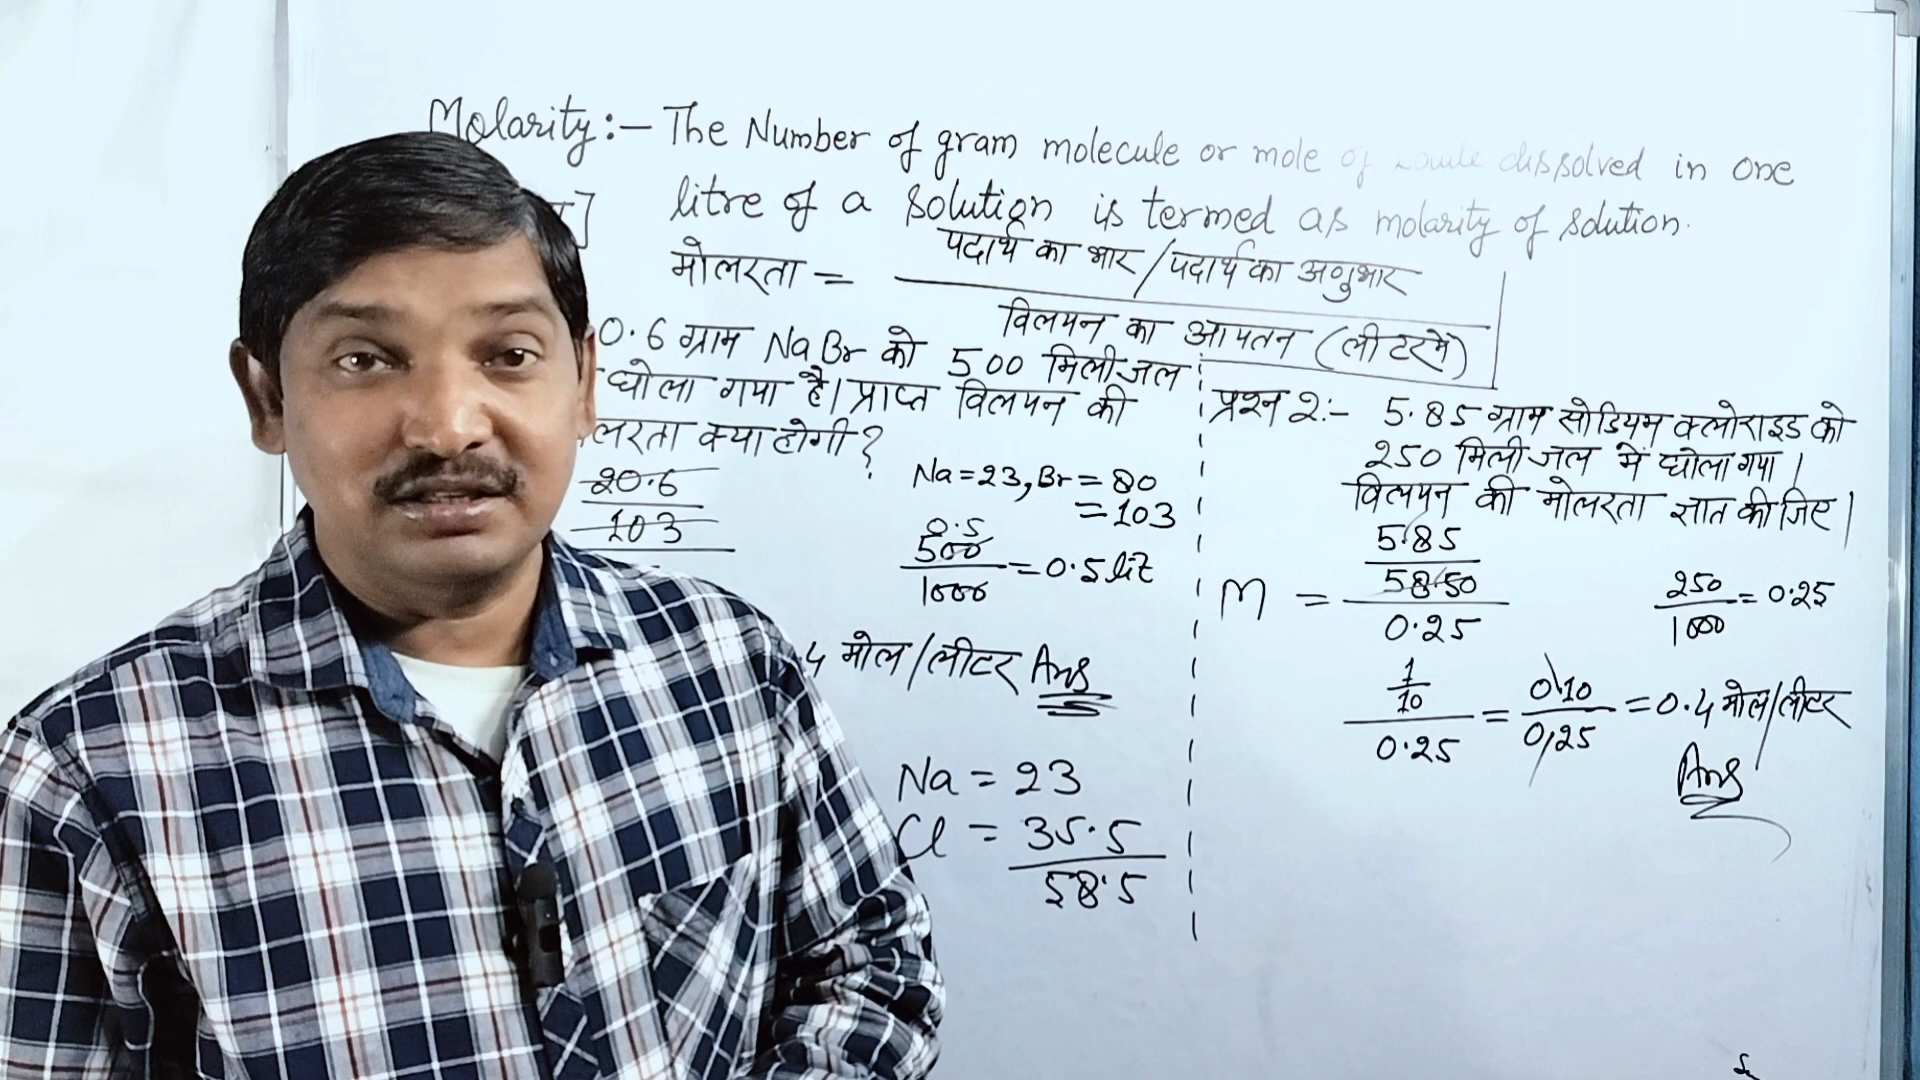 Molarity:- The Number of gram molecule or mole of solute dissolved in one
litre of a solution is termed as molarity of solution.
मोलरता = पदार्थ का भार/पदार्थ का अणुभार
विलयन का आयतन (लीटरमें)
0.6 ग्राम NaBr को 500 मिली.जल
घोला गया है। प्राप्त विलयन की
लरता क्या होगी?
Na=23, Br=80
=103
20.6
103
0.5
500
1000
=0.5 lit
.4 मोल/लीटर Ans
Na = 23
Cl = 35.5
58.5
प्रश्न 2:- 5.85 ग्राम सोडियम क्लोराइड को
250 मिली.जल में घोला गया।
विलयन की मोलरता ज्ञात कीजिए।
M =
5.85
58.50
0.25
250
1000
=0.25
1
10
0.25
=
0.10
0.25
=0.4 मोल/लीटर
Ans